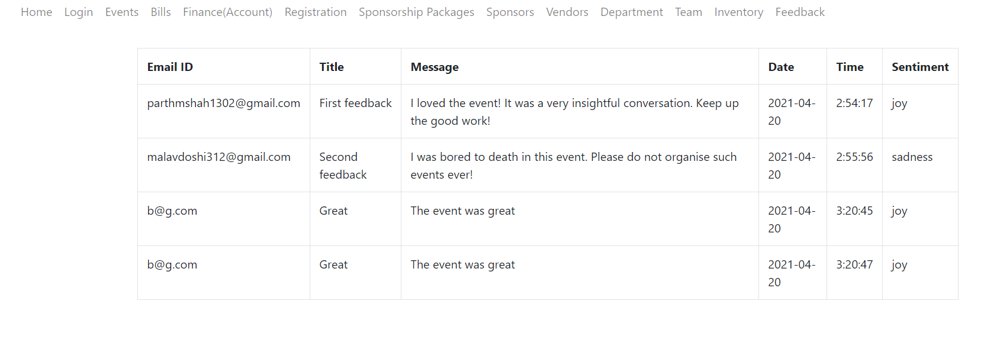 Home Login Events Bills Finance(Account) Registration Sponsorship Packages Sponsors Vendors Department Team Inventory Feedback
Email ID Title Message Date Time Sentiment
parthmshah1302@gmail.com First feedback I loved the event! It was a very insightful conversation. Keep up 2021-04- 2:54:17 joy
the good work! 20
malavdoshi312@gmail.com Second I was bored to death in this event. Please do not organise such 2021-04- 2:55:56 sadness
feedback events ever! 20
b@g.com Great The event was great 2021-04- 3:20:45 joy
20
b@g.com Great The event was great 2021-04- 3:20:47 joy
20